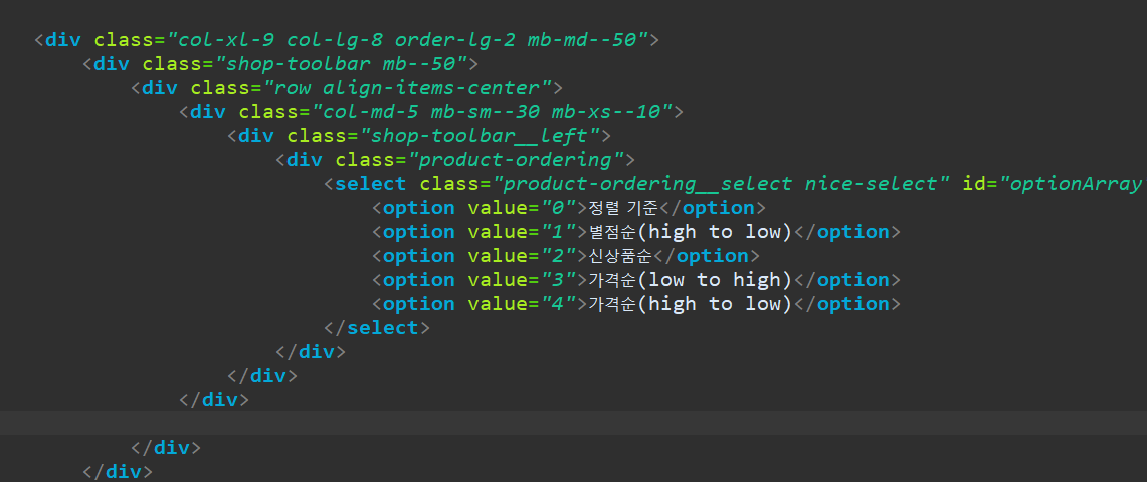 <div class="col-xl-9 col-lg-8 order-lg-2 mb-md--50">
<div class="shop-toolbar mb--50">
<div class="row align-items-center">
<div class="col-md-5 mb-sm--30 mb-xs--10">
<div class="shop-toolbar__left">
<div class="product-ordering">
<select class="product-ordering__select nice-select" id="optionArray
<option value="0">정렬 기준</option>
<option value="1">별점순(high to low)</option>
<option value="2">신상품순</option>
<option value="3">가격순(low to high)</option>
<option value="4">가격순(high to low)</option>
</select>
</div>
</div>
</div>
</div>
</div>